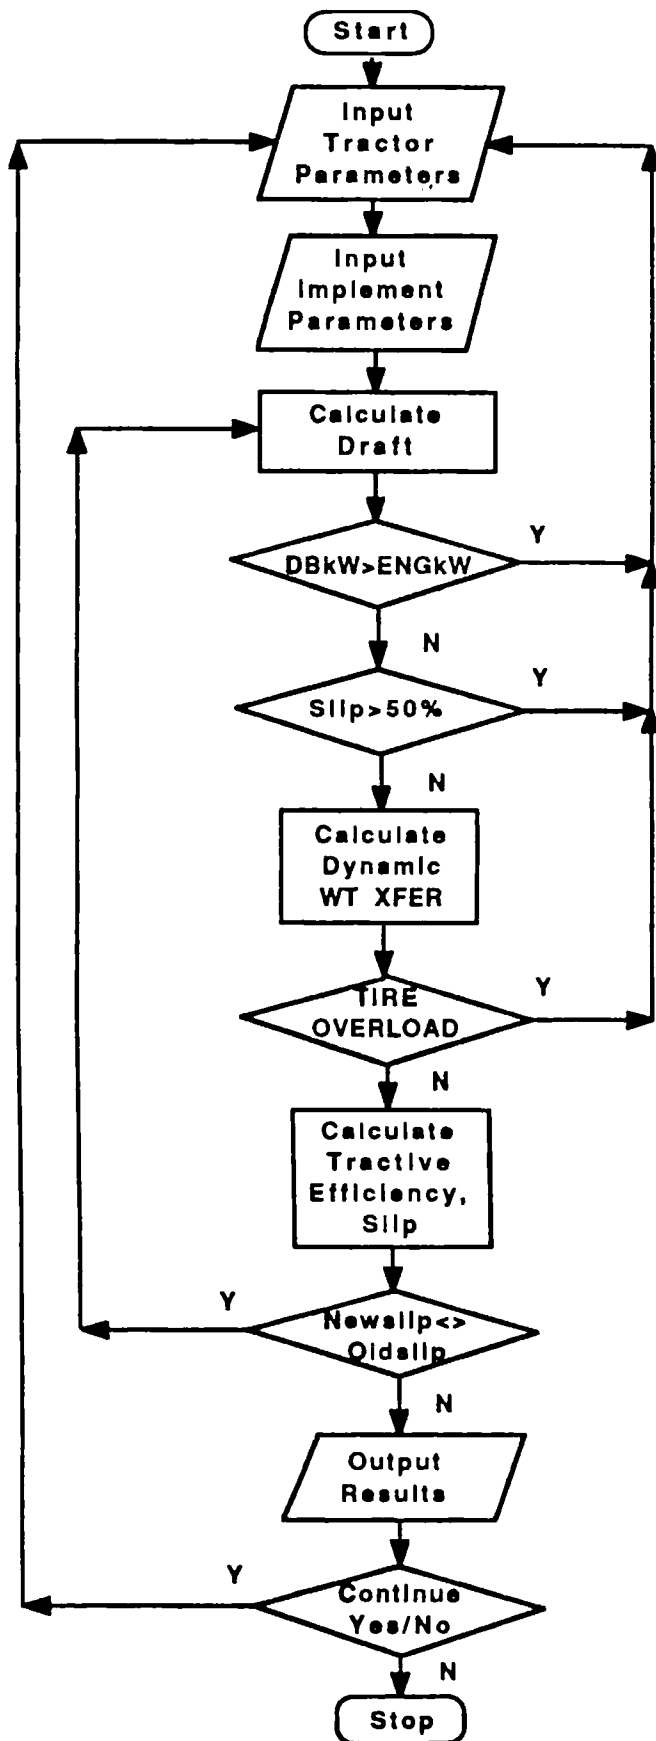 Start
Input
Tractor
Parameters
Input
Implement
Parameters
Calculate
Draft
DBkW>ENGkW
Y
N
Slip>50%
Y
N
Calculate
Dynamic
WT XFER
TIRE
OVERLOAD
Y
N
Calculate
Tractive
Efficiency,
Slip
Newslip<>
Oldslip
Y
N
Output
Results
Continue
Yes/No
Y
N
Stop